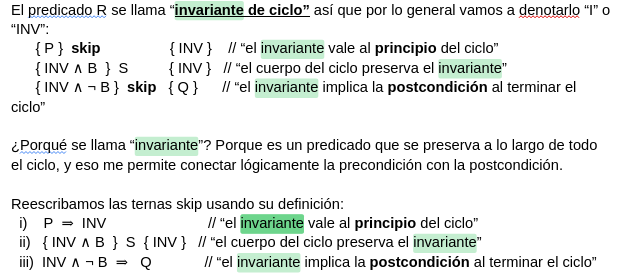 El predicado R se llama “invariante de ciclo” así que por lo general vamos a denotarlo “I” o
“INV”:
{ P } skip { INV } // “el invariante vale al principio del ciclo”
{ INV ∧ B } S { INV } // “el cuerpo del ciclo preserva el invariante”
{ INV ∧ ¬ B } skip { Q } // “el invariante implica la postcondición al terminar el
ciclo”
¿Porqué se llama “invariante”? Porque es un predicado que se preserva a lo largo de todo
el ciclo, y eso me permite conectar lógicamente la precondición con la postcondición.
Reescribamos las ternas skip usando su definición:
i) P ⇒ INV // “el invariante vale al principio del ciclo”
ii) { INV ∧ B } S { INV } // “el cuerpo del ciclo preserva el invariante”
iii) INV ∧ ¬ B ⇒ Q // “el invariante implica la postcondición al terminar el ciclo”